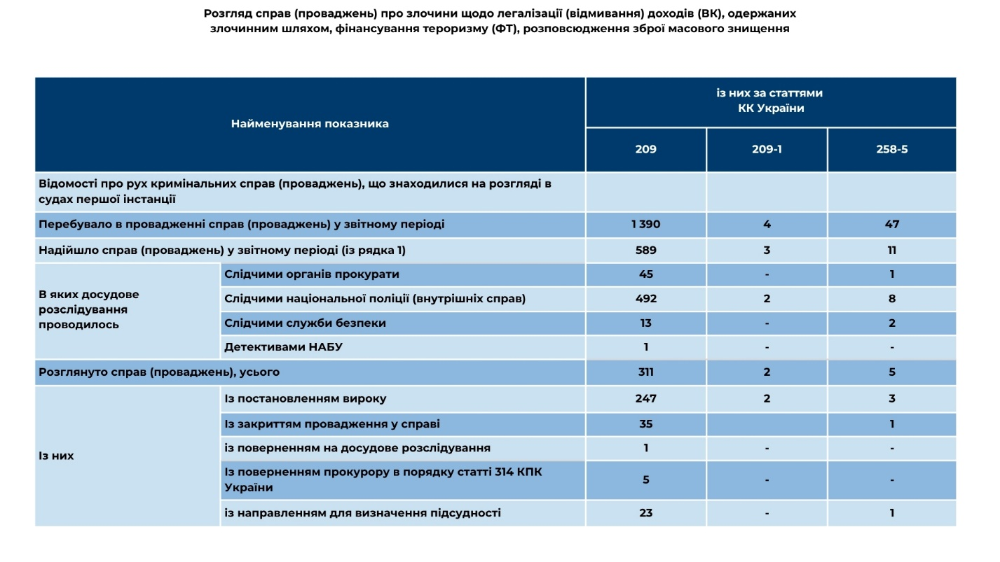 Розгляд справ (проваджень) про злочини щодо легалізації (відмивання) доходів (ВК), одержаних
злочинним шляхом, фінансування тероризму (ФТ), розповсюдження зброї масового знищення
Найменування показника
із них за статтями
КК України
209
209-1
258-5
Відомості про рух кримінальних справ (проваджень), що знаходилися на розгляді в
судах першої інстанції
Перебувало в провадженні справ (проваджень) у звітному періоді
1 390
4
47
Надійшло справ (проваджень) у звітному періоді (із рядка 1)
589
3
11
В яких досудове
розслідування
проводилось
Слідчими органів прокурати
45
-
1
Слідчими національної поліції (внутрішніх справ)
492
2
8
Слідчими служби безпеки
13
-
2
Детективами НАБУ
1
-
-
Розглянуто справ (проваджень), усього
311
2
5
Із них
Із постановленням вироку
247
2
3
Із закриттям провадження у справі
35
1
із поверненням на досудове розслідування
1
-
-
Із поверненням прокурору в порядку статті 314 КПК
України
5
-
-
із направленням для визначення підсудності
23
-
1